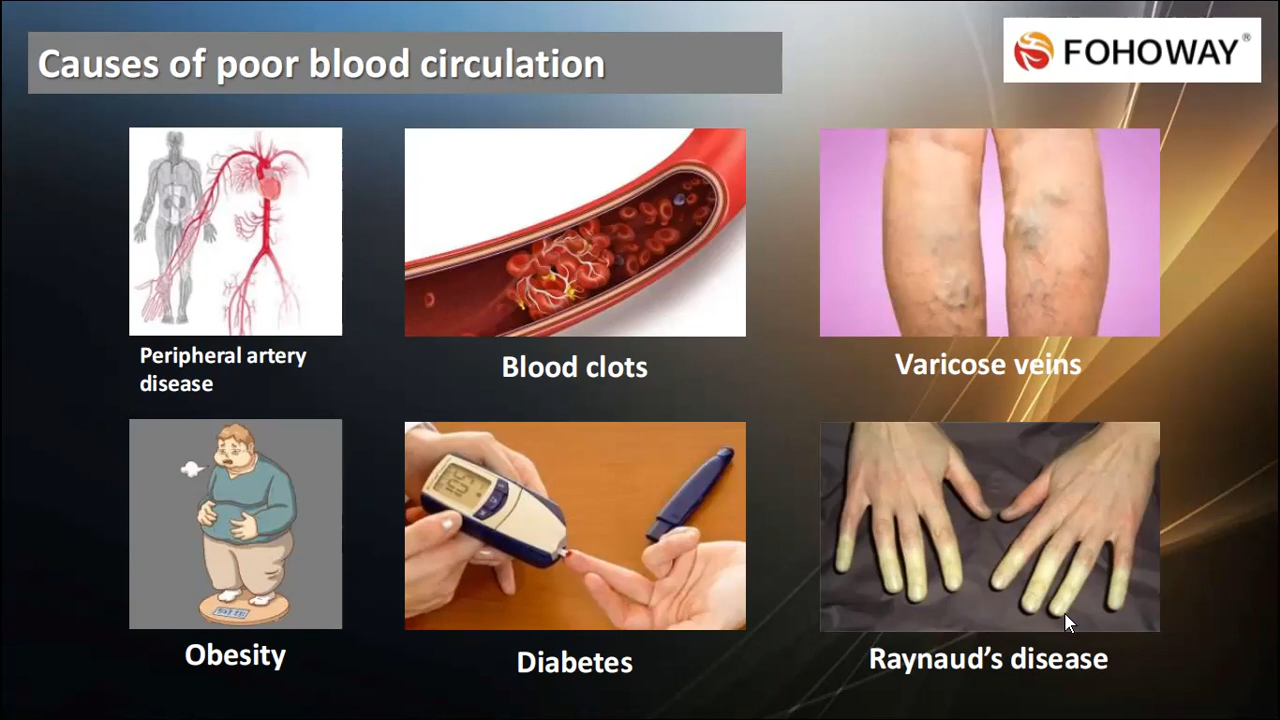 Causes of poor blood circulation
FOHOWAY®
Peripheral artery
disease
Blood clots
Varicose veins
Obesity
Diabetes
Raynaud’s disease